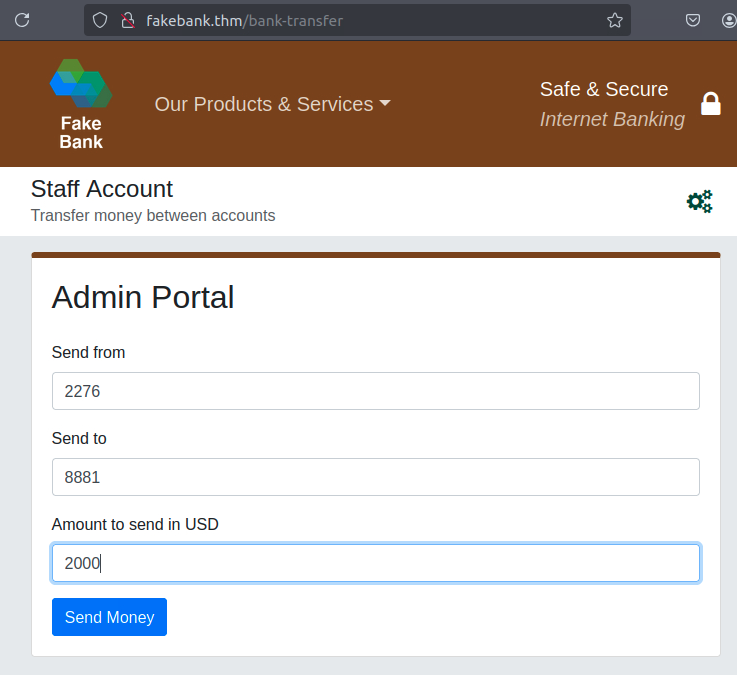 fakebank.thm/bank-transfer
Fake
Bank
Our Products & Services
Safe & Secure
Internet Banking
Staff Account
Transfer money between accounts
Admin Portal
Send from
2276
Send to
8881
Amount to send in USD
2000
Send Money